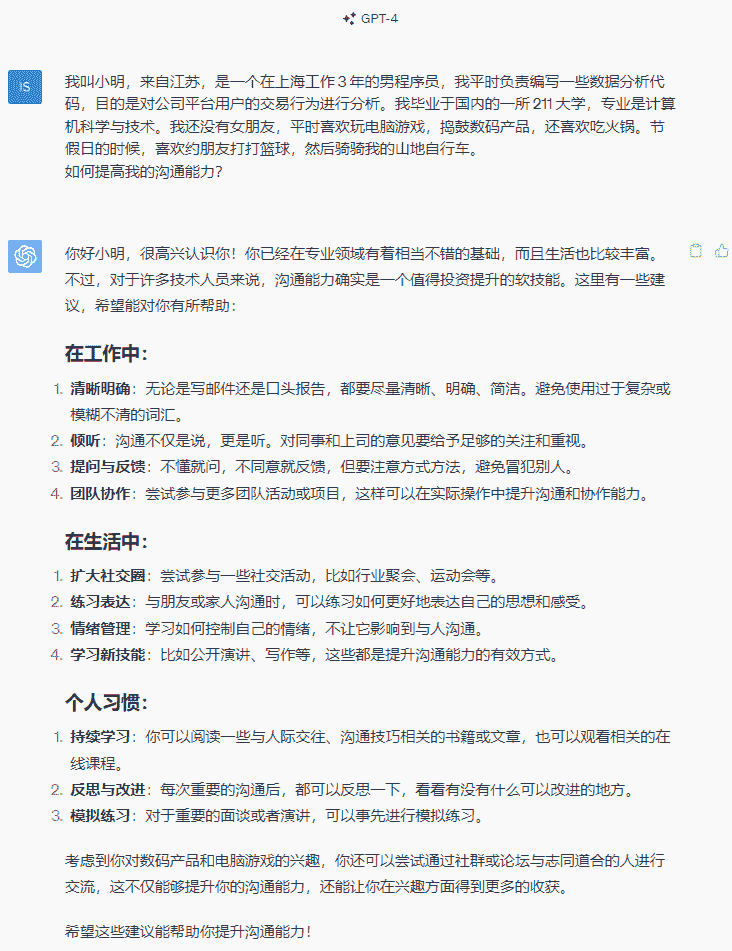 GPT-4
IS
我叫小明，来自江苏，是一个在上海工作3年的男程序员，我平时负责编写一些数据分析代
码，目的是对公司平台用户的交易行为进行分析。我毕业于国内的一所211大学，专业是计算
机科学与技术。我还没有女朋友，平时喜欢玩电脑游戏，捣鼓数码产品，还喜欢吃火锅。节
假日的时候，喜欢约朋友打打篮球，然后骑骑我的山地自行车。
如何提高我的沟通能力？
你好小明，很高兴认识你！你已经在专业领域有着相当不错的基础，而且生活也比较丰富。
不过，对于许多技术人员来说，沟通能力确实是一个值得投资提升的软技能。这里有一些建
议，希望能对你有所帮助：
在工作中：
1. 清晰明确：无论是写邮件还是口头报告，都要尽量清晰、明确、简洁。避免使用过于复杂或
模糊不清的词汇。
2. 倾听：沟通不仅是说，更是听。对同事和上司的意见要给予足够的关注和重视。
3. 提问与反馈：不懂就问，不同意就反馈，但要注意方式方法，避免冒犯别人。
4. 团队协作：尝试参与更多团队活动或项目，这样可以在实际操作中提升沟通和协作能力。
在生活中：
1. 扩大社交圈：尝试参与一些社交活动，比如行业聚会、运动会等。
2. 练习表达：与朋友或家人沟通时，可以练习如何更好地表达自己的思想和感受。
3. 情绪管理：学习如何控制自己的情绪，不让它影响到与人沟通。
4. 学习新技能：比如公开演讲、写作等，这些都是提升沟通能力的有效方式。
个人习惯：
1. 持续学习：你可以阅读一些与人际交往、沟通技巧相关的书籍或文章，也可以观看相关的在
线课程。
2. 反思与改进：每次重要的沟通后，都可以反思一下，看看有没有什么可以改进的地方。
3. 模拟练习：对于重要的面谈或者演讲，可以事先进行模拟练习。
考虑到你对数码产品和电脑游戏的兴趣，你还可以尝试通过社群或论坛与志同道合的人进行
交流，这不仅能够提升你的沟通能力，还能让你在兴趣方面得到更多的收获。
希望这些建议能帮助你提升沟通能力！